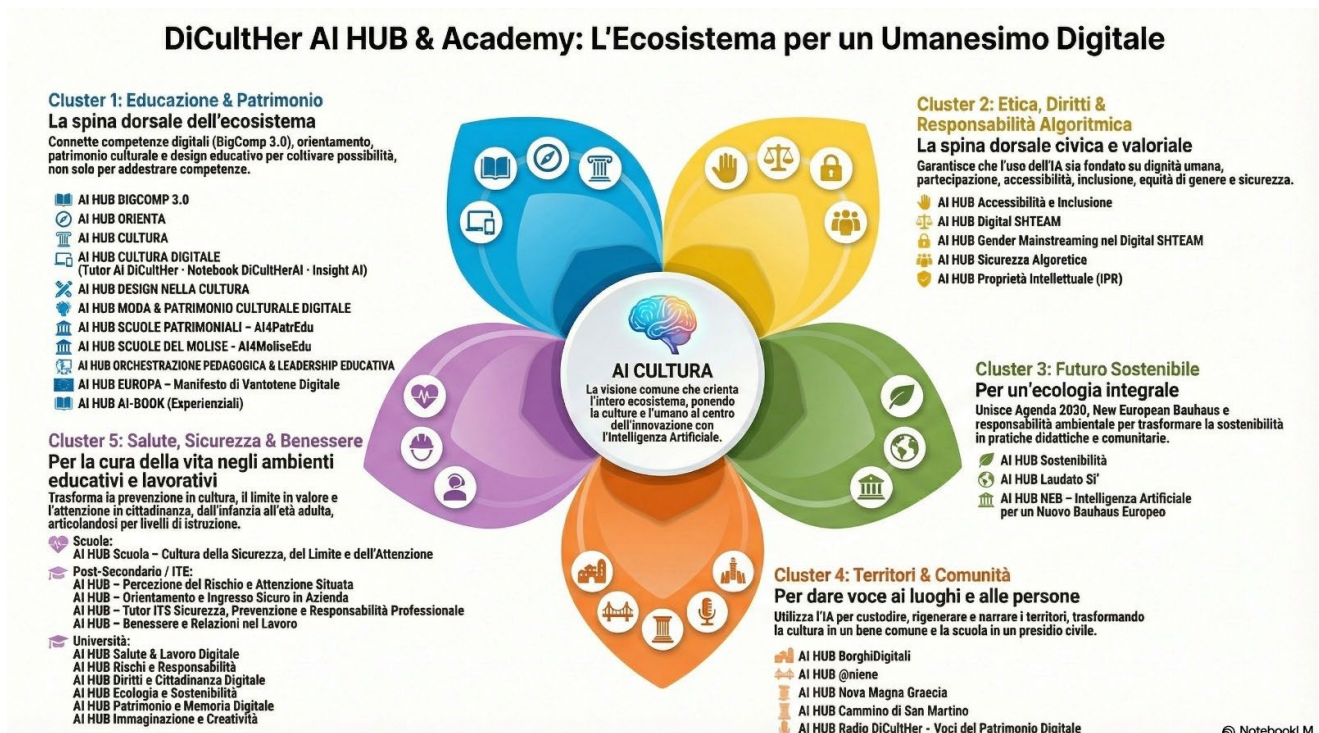 DiCultHer AI HUB & Academy: L'Ecosistema per un Umanesimo Digitale
Cluster 1: Educazione & Patrimonio
La spina dorsale dell'ecosistema
Connette competenze digitali (BigComp 3.0), orientamento,
patrimonio culturale e design educativo per coltivare possibilità,
non solo per addestrare competenze.
AI HUB BIGCOMP 3.0
AI HUB ORIENTA
AI HUB CULTURA
AI HUB CULTURA DIGITALE
(Tutor Ai DiCultHer · Notebook DiCultHerAI · Insight AI)
AI HUB DESIGN NELLA CULTURA
AI HUB MODA & PATRIMONIO CULTURALE DIGITALE
AI HUB SCUOLE PATRIMONIALI – AI4PatrEdu
AI HUB SCUOLE DEL MOLISE - AI4MoliseEdu
AI HUB ORCHESTRAZIONE PEDAGOGICA & LEADERSHIP EDUCATIVA
AI HUB EUROPA – Manifesto di Vantotene Digitale
AI HUB AI-BOOK (Experienziali)
Cluster 2: Etica, Diritti &
Responsabilità Algoritmica
La spina dorsale civica e valoriale
Garantisce che l'uso dell'IA sia fondato su dignità umana,
partecipazione, accessibilità, inclusione, equità di genere e sicurezza.
AI HUB Accessibilità e Inclusione
AI HUB Digital SHTEAM
AI HUB Gender Mainstreaming nel Digital SHTEAM
AI HUB Sicurezza Algoretice
AI HUB Proprietà Intellettuale (IPR)
AI CULTURA
La visione comune che crienta
l'intero ecosistema, ponendo
la culture e l'umano al centro
dell'innovazione con
l'Intelligenza Artificiale.
Cluster 3: Futuro Sostenibile
Per un'ecologia integrale
Unisce Agenda 2030, New European Bauhaus e
responsabilità ambientale per trasformare la sostenibilità
in pratiche didattiche e comunitarie.
AI HUB Sostenibilità
AI HUB Laudato Si'
AI HUB NEB – Intelligenza Artificiale
per un Nuovo Bauhaus Europeo
Cluster 5: Salute, Sicurezza & Benessere
Per la cura della vita negli ambienti
educativi e lavorativi
Trasforma la prevenzione in cultura, il limite in valore e
l'attenzione in cittadinanza, dall'infanzia all'età adulta,
articolandosi per livelli di istruzione.
Scuole:
AI HUB Scuola – Cultura della Sicurezza, del Limite e dell'Attenzione
Post-Secondario / ITE:
AI HUB – Percezione del Rischio e Attenzione Situata
AI HUB – Orientamento e Ingresso Sicuro in Azienda
AI HUB – Tutor ITS Sicurezza, Prevenzione e Responsabilità Professionale
AI HUB – Benessere e Relazioni nel Lavoro
Università:
AI HUB Salute & Lavoro Digitale
AI HUB Rischi e Responsabilità
AI HUB Diritti e Cittadinanza Digitale
AI HUB Ecologia e Sostenibilità
AI HUB Patrimonio e Memoria Digitale
AI HUB Immaginazione e Creatività
Cluster 4: Territori & Comunità
Per dare voce ai luoghi e alle persone
Utilizza l'IA per custodire, rigenerare e narrare i territori, trasformando
la cultura in un bene comune e la scuola in un presidio civile.
AI HUB BorghiDigitali
AI HUB @niene
AI HUB Nova Magna Graecia
AI HUB Cammino di San Martino
AI HUB Radio DiCultHer - Voci del Patrimonio Digitale
NotebookLM